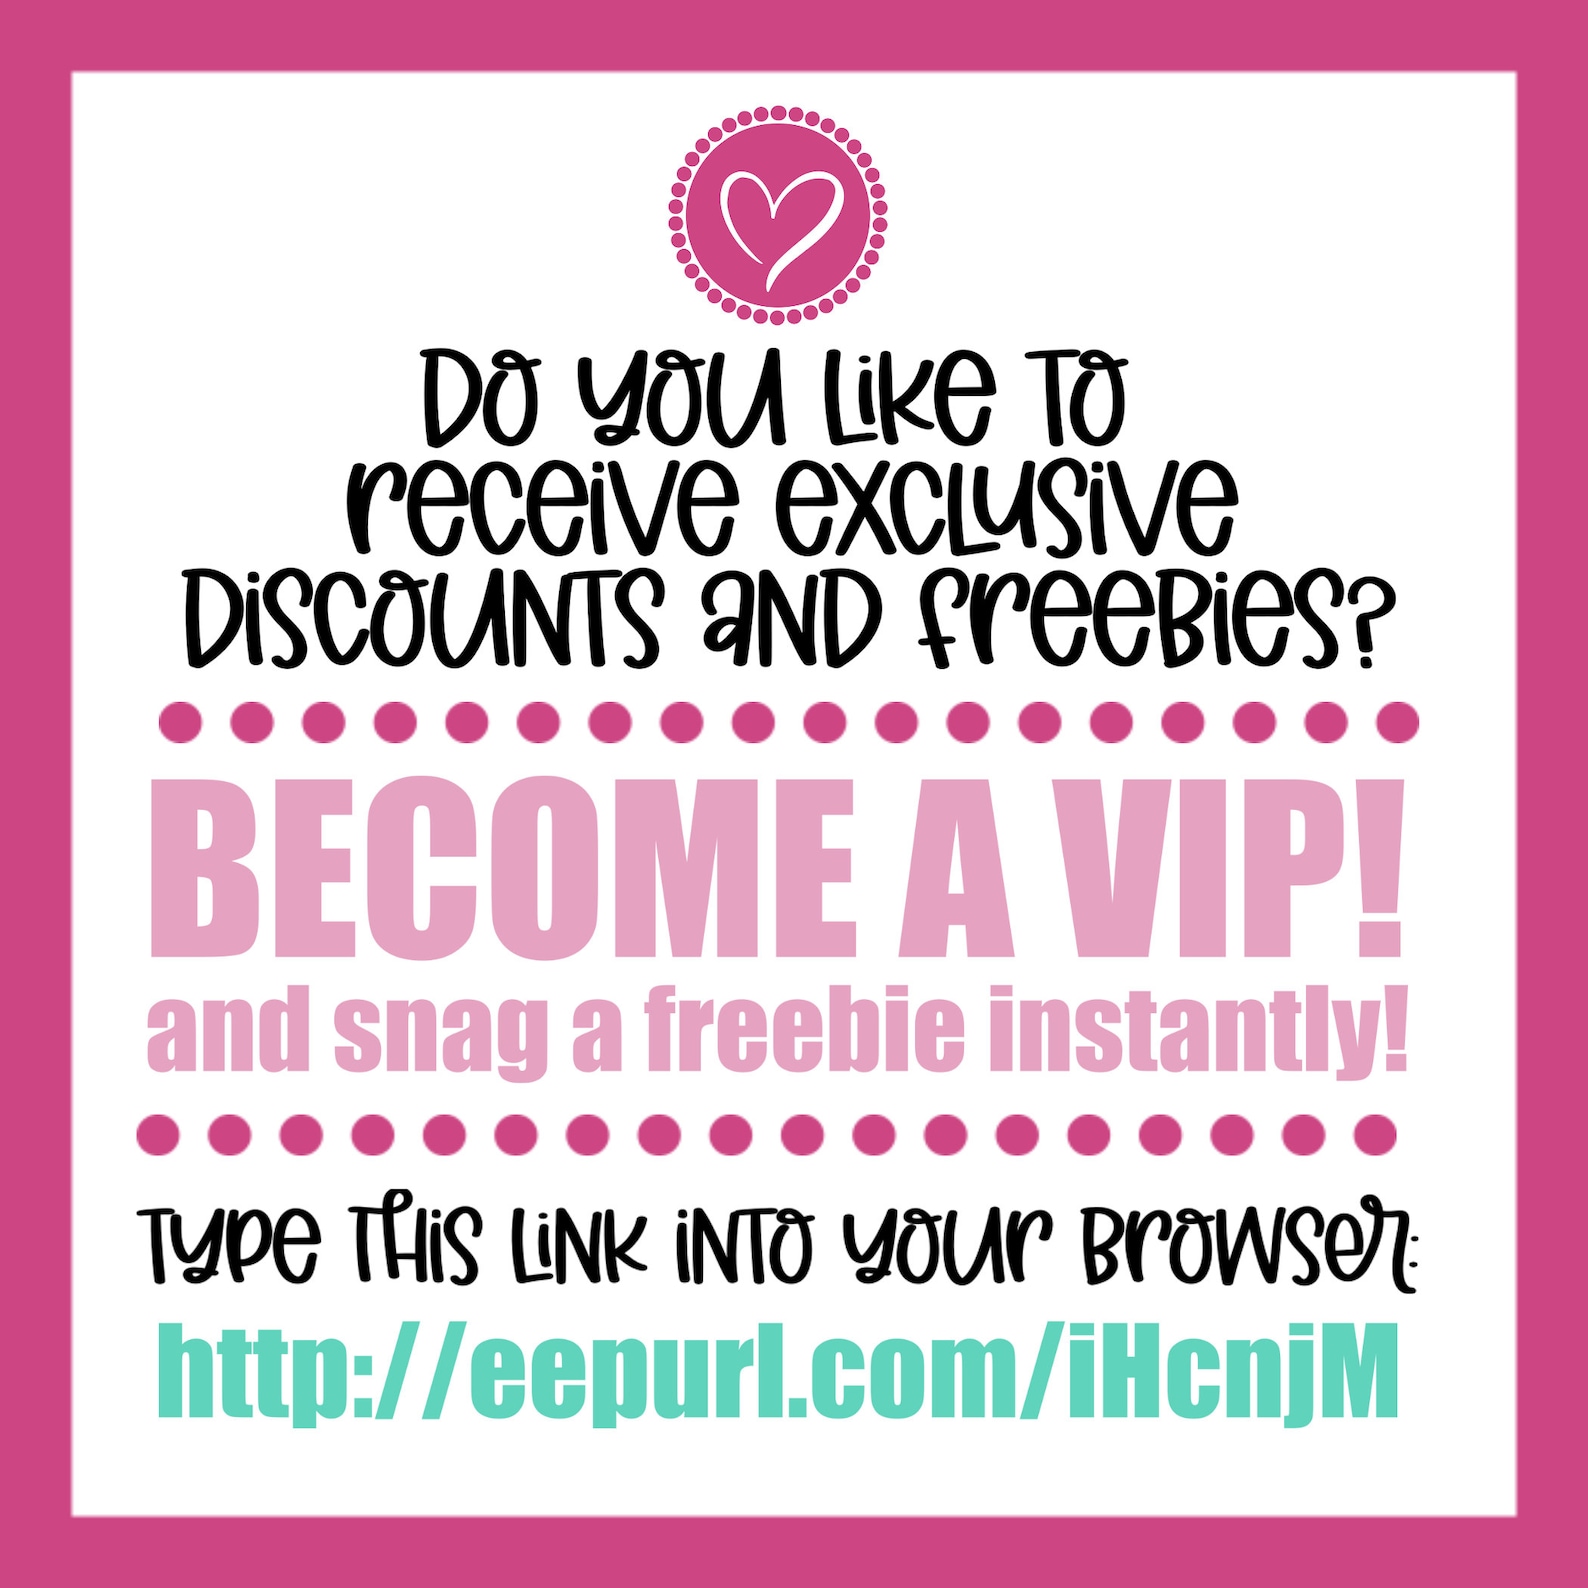 Do you like to
receive exclusive
Discounts and freebies?
BECOME A VIP!
and snag a freebie instantly!
Type this link into your browser:
http://eepurl.com/iHcnjM